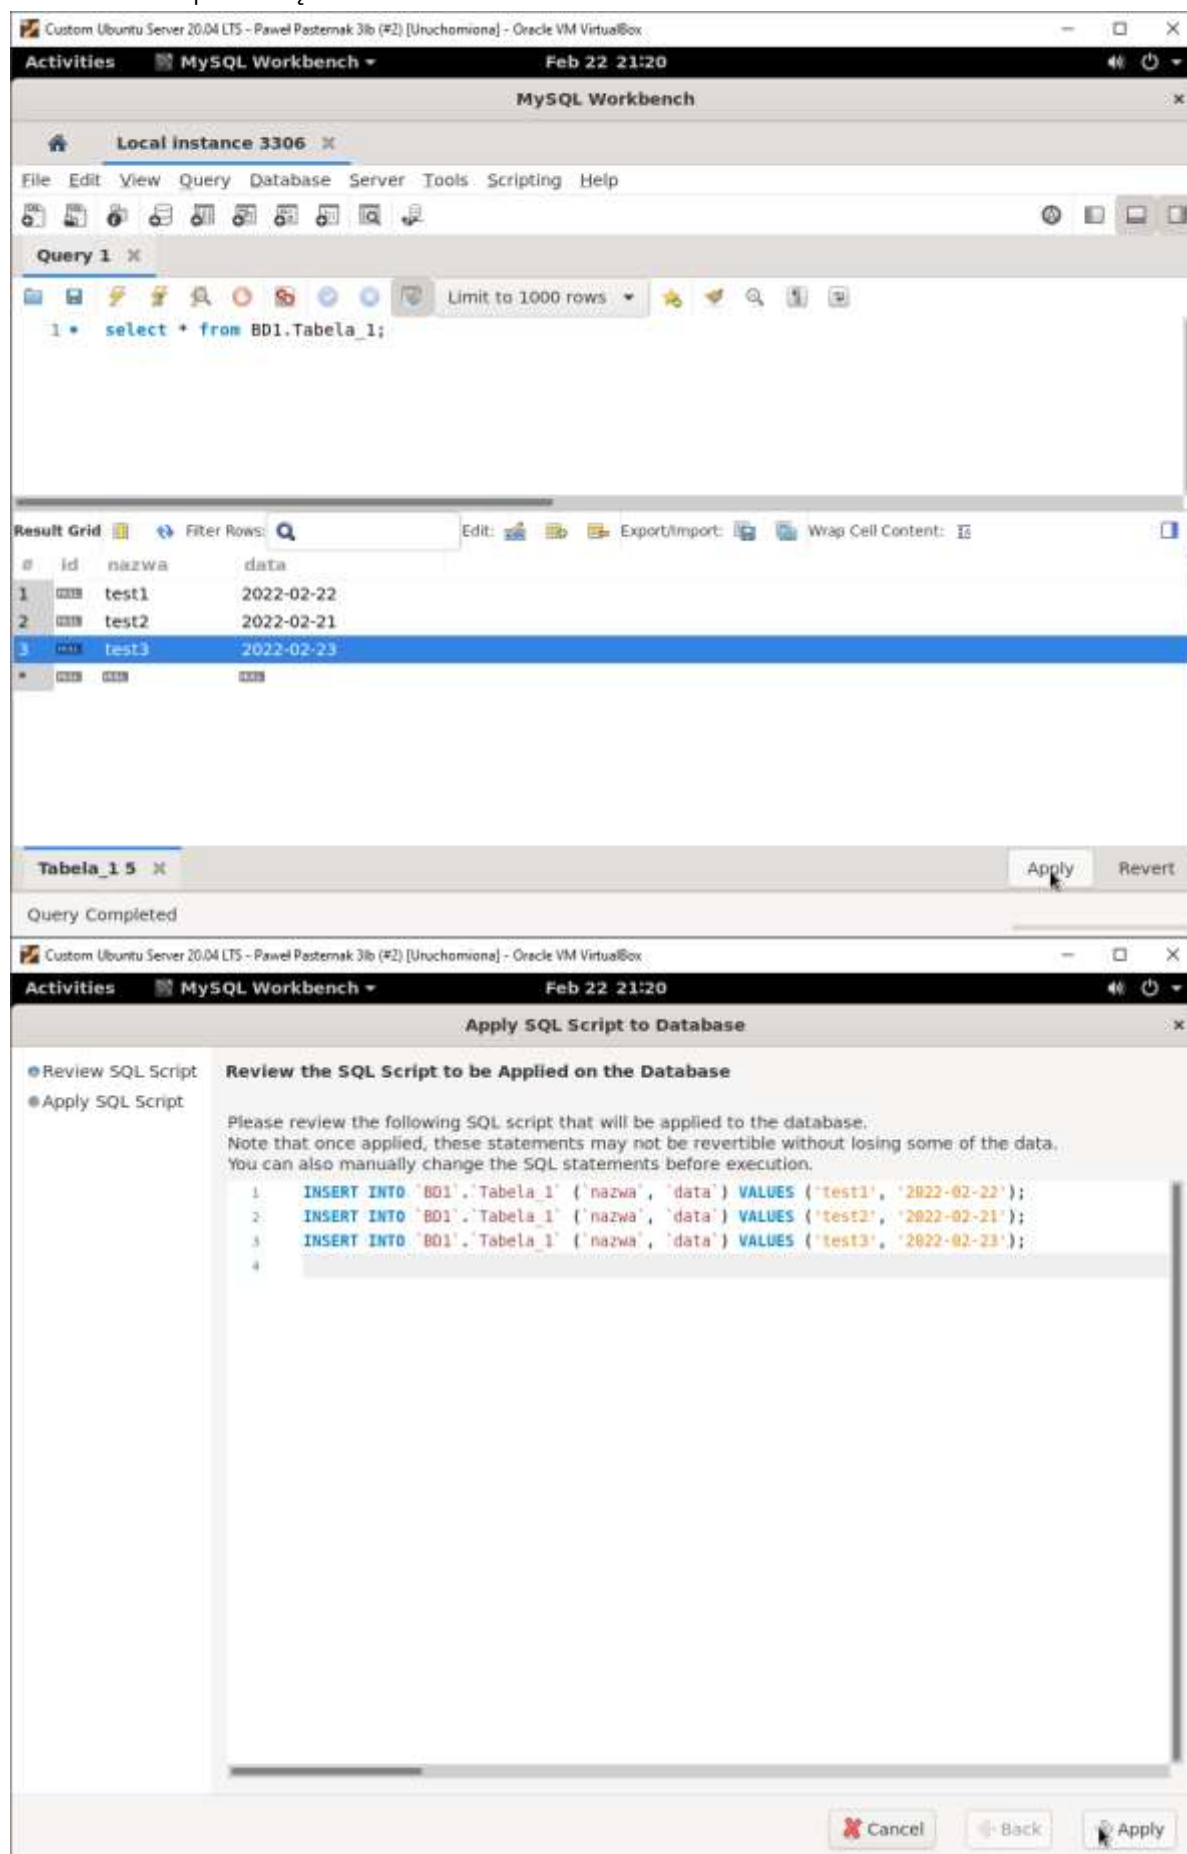 Custom Ubuntu Server 20.04 LTS - Paweł Pasternak 3Ib (#2) [Uruchomiona] - Oracle VM VirtualBox
Activities MySQL Workbench Feb 22 21:20
MySQL Workbench
Local instance 3306
File Edit View Query Database Server Tools Scripting Help
Query 1
Limit to 1000 rows
1 select * from BD1.Tabela_1;
Result Grid Filter Rows: Edit: Export/Import: Wrap Cell Content:
# id nazwa data
1 NULL test1 2022-02-22
2 NULL test2 2022-02-21
3 NULL test3 2022-02-23
* NULL NULL NULL
Tabela_1 5 Apply Revert
Query Completed
Custom Ubuntu Server 20.04 LTS - Paweł Pasternak 3Ib (#2) [Uruchomiona] - Oracle VM VirtualBox
Activities MySQL Workbench Feb 22 21:20
Apply SQL Script to Database
Review SQL Script Review the SQL Script to be Applied on the Database
Apply SQL Script
Please review the following SQL script that will be applied to the database.
Note that once applied, these statements may not be revertible without losing some of the data.
You can also manually change the SQL statements before execution.
1 INSERT INTO `BD1`.`Tabela_1` (`nazwa`, `data`) VALUES ('test1', '2022-02-22');
2 INSERT INTO `BD1`.`Tabela_1` (`nazwa`, `data`) VALUES ('test2', '2022-02-21');
3 INSERT INTO `BD1`.`Tabela_1` (`nazwa`, `data`) VALUES ('test3', '2022-02-23');
4
Cancel Back Apply